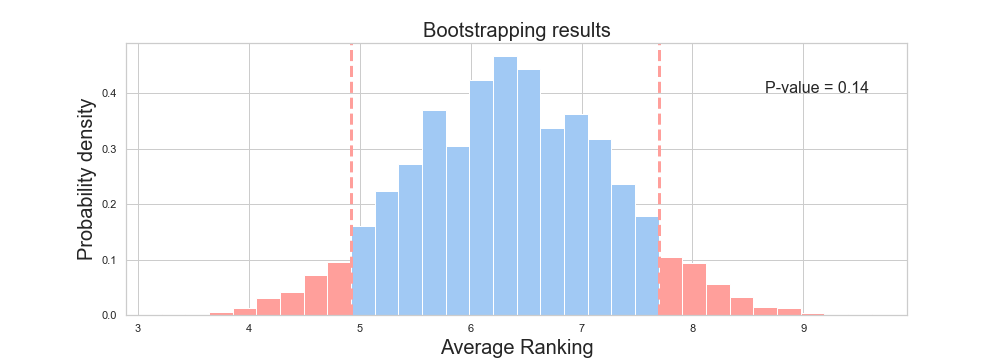 Bootstrapping results
P-value = 0.14
Probability density
0.4
0.3
0.2
0.1
0.0
3 4 5 6 7 8 9
Average Ranking